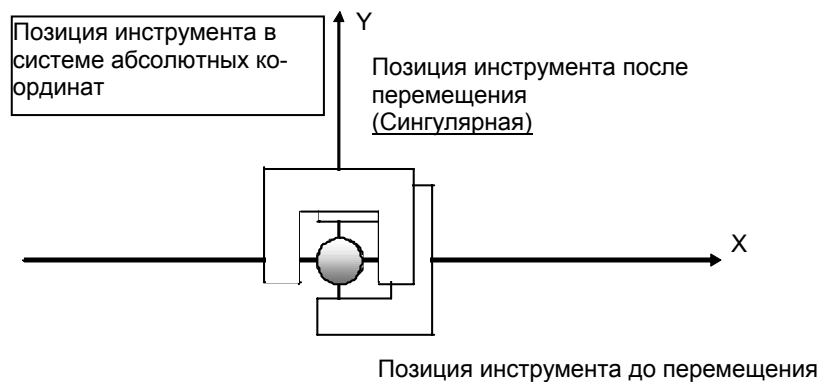 Позиция инструмента в
системе абсолютных ко-
ординат
Y
Позиция инструмента после
перемещения
(Сингулярная)
X
Позиция инструмента до перемещения